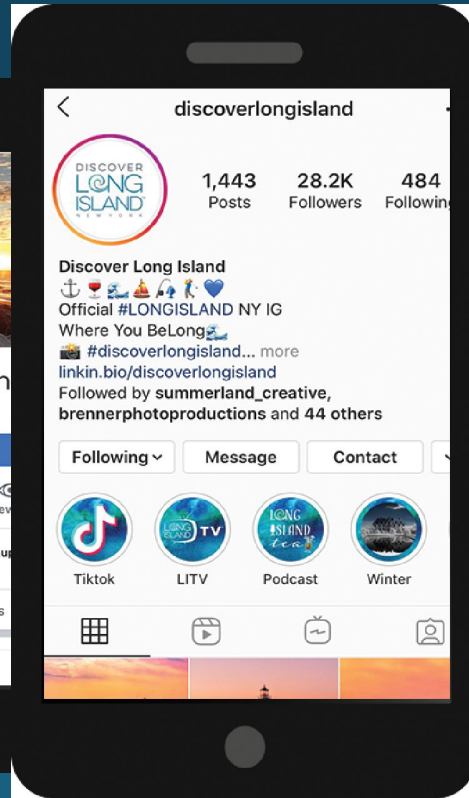 discoverlongisland
DISCOVER
LONG
ISLAND
NEW YORK
1,443 28.2K 484
Posts Followers Following
Discover Long Island
⚓🍷🌊⛵🎣🏌️💙
Official #LONGISLAND NY IG
Where You BeLong🌊
📸 #discoverlongisland... more
linkin.bio/discoverlongisland
Followed by summerland_creative,
brennerphotoproductions and 44 others
Following Message Contact
LONG ISLAND TV
LONG
ISLAND
tea
Tiktok LITV Podcast Winter